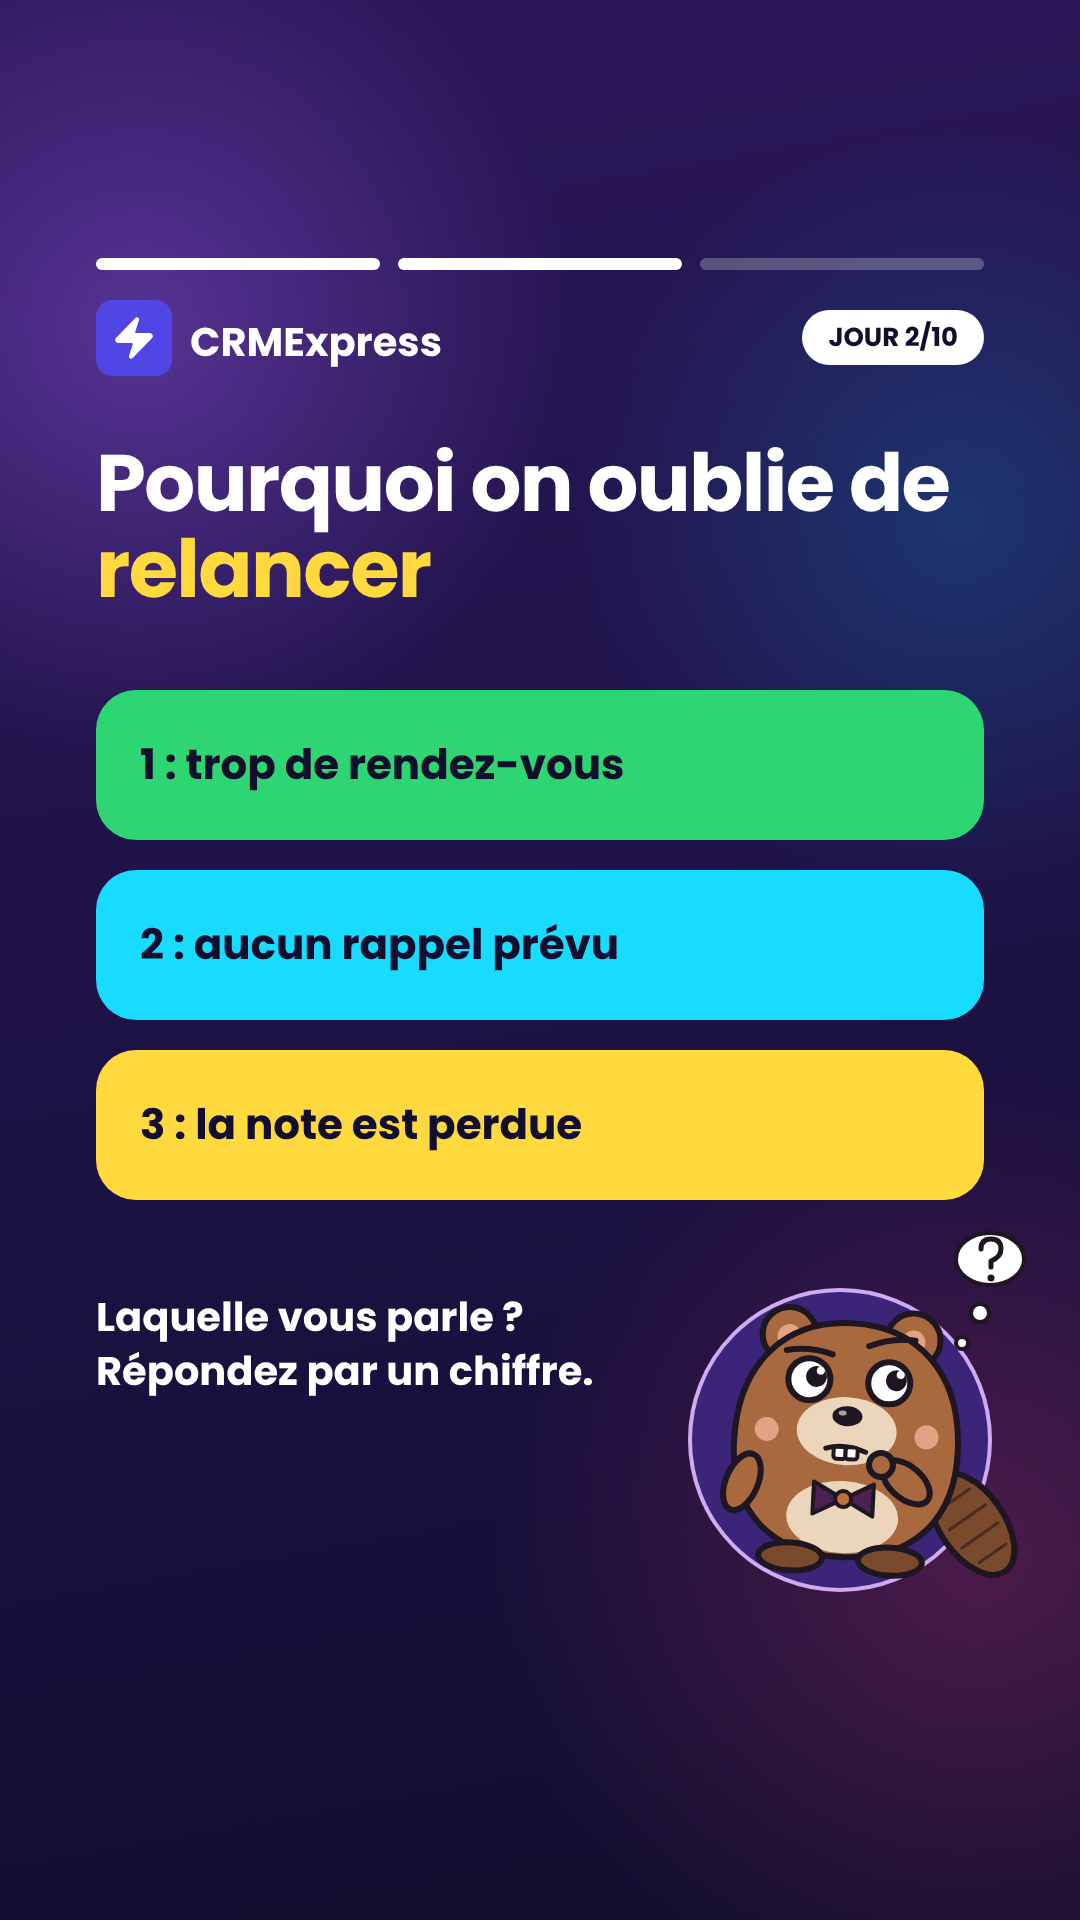 CRMExpress
JOUR 2/10
Pourquoi on oublie de
relancer
1 : trop de rendez-vous
2 : aucun rappel prévu
3 : la note est perdue
?
Laquelle vous parle ?
Répondez par un chiffre.